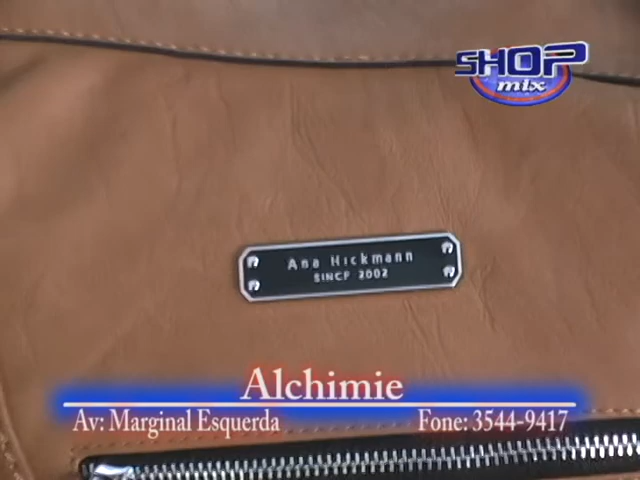 SHOP
mix
Ana Hickmann
SINCE 2002
Alchimie
Av: Marginal Esquerda Fone: 3544-9417